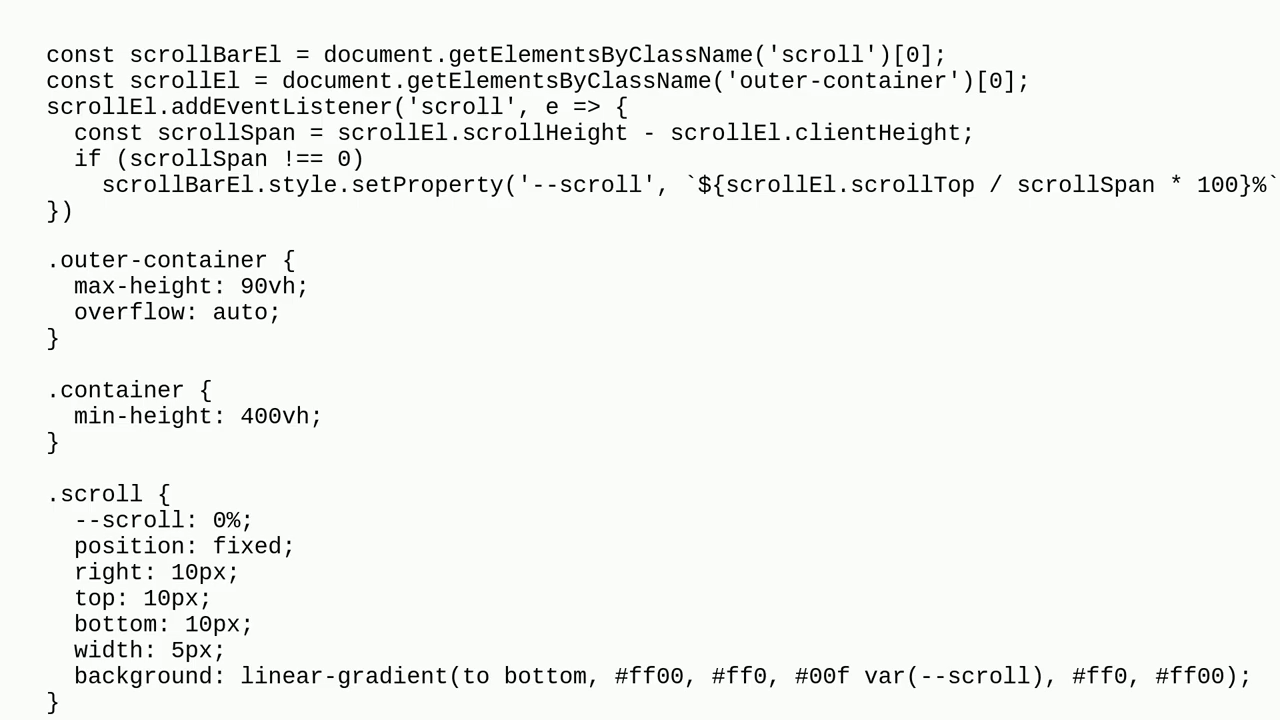 const scrollBarEl = document.getElementsByClassName('scroll')[0];
const scrollEl = document.getElementsByClassName('outer-container')[0];
scrollEl.addEventListener('scroll', e => {
  const scrollSpan = scrollEl.scrollHeight - scrollEl.clientHeight;
  if (scrollSpan !== 0)
    scrollBarEl.style.setProperty('--scroll', `${scrollEl.scrollTop / scrollSpan * 100}%`
})

.outer-container {
  max-height: 90vh;
  overflow: auto;
}

.container {
  min-height: 400vh;
}

.scroll {
  --scroll: 0%;
  position: fixed;
  right: 10px;
  top: 10px;
  bottom: 10px;
  width: 5px;
  background: linear-gradient(to bottom, #ff00, #ff0, #00f var(--scroll), #ff0, #ff00);
}